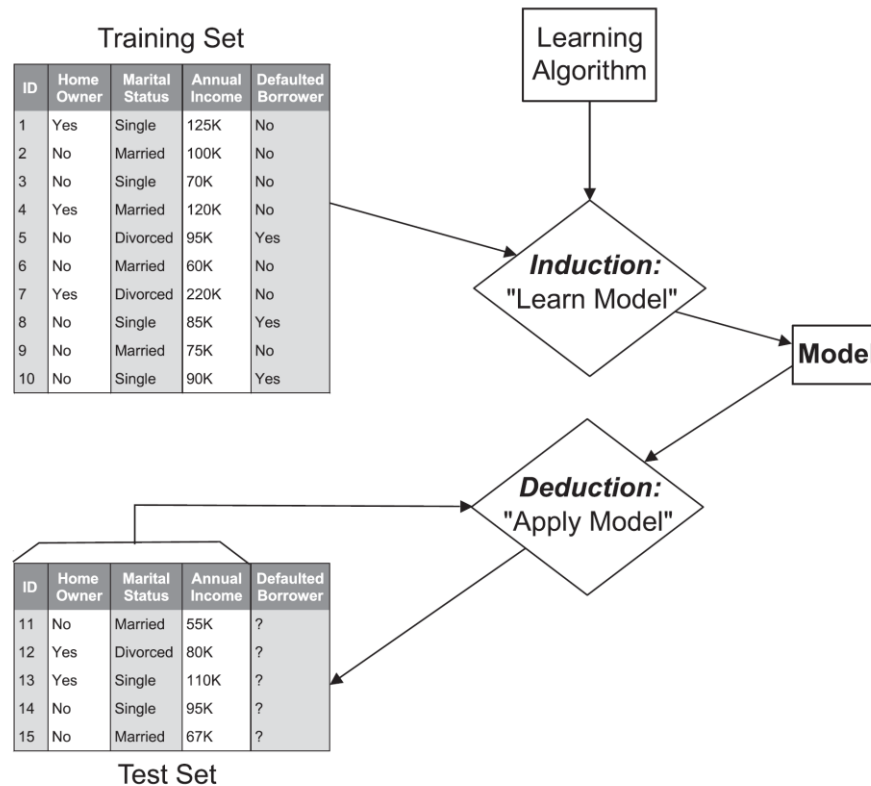 Training Set
ID Home Owner Marital Status Annual Income Defaulted Borrower
1 Yes Single 125K No
2 No Married 100K No
3 No Single 70K No
4 Yes Married 120K No
5 No Divorced 95K Yes
6 No Married 60K No
7 Yes Divorced 220K No
8 No Single 85K Yes
9 No Married 75K No
10 No Single 90K Yes
Learning
Algorithm
Induction:
"Learn Model"
Model
Deduction:
"Apply Model"
ID Home Owner Marital Status Annual Income Defaulted Borrower
11 No Married 55K ?
12 Yes Divorced 80K ?
13 Yes Single 110K ?
14 No Single 95K ?
15 No Married 67K ?
Test Set